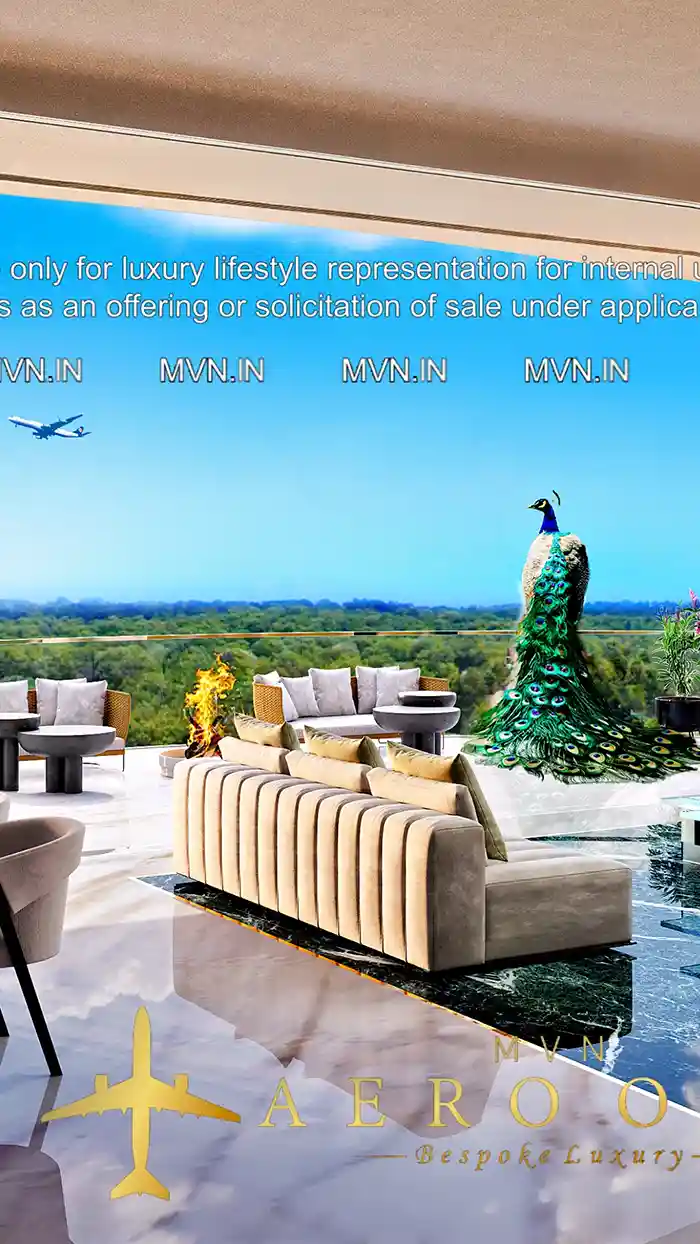 only for luxury lifestyle representation for internal
s as an offering or solicitation of sale under applica
MVN.IN MVN.IN MVN.IN MVN.IN
MVN
AERO O
Bespoke Luxury